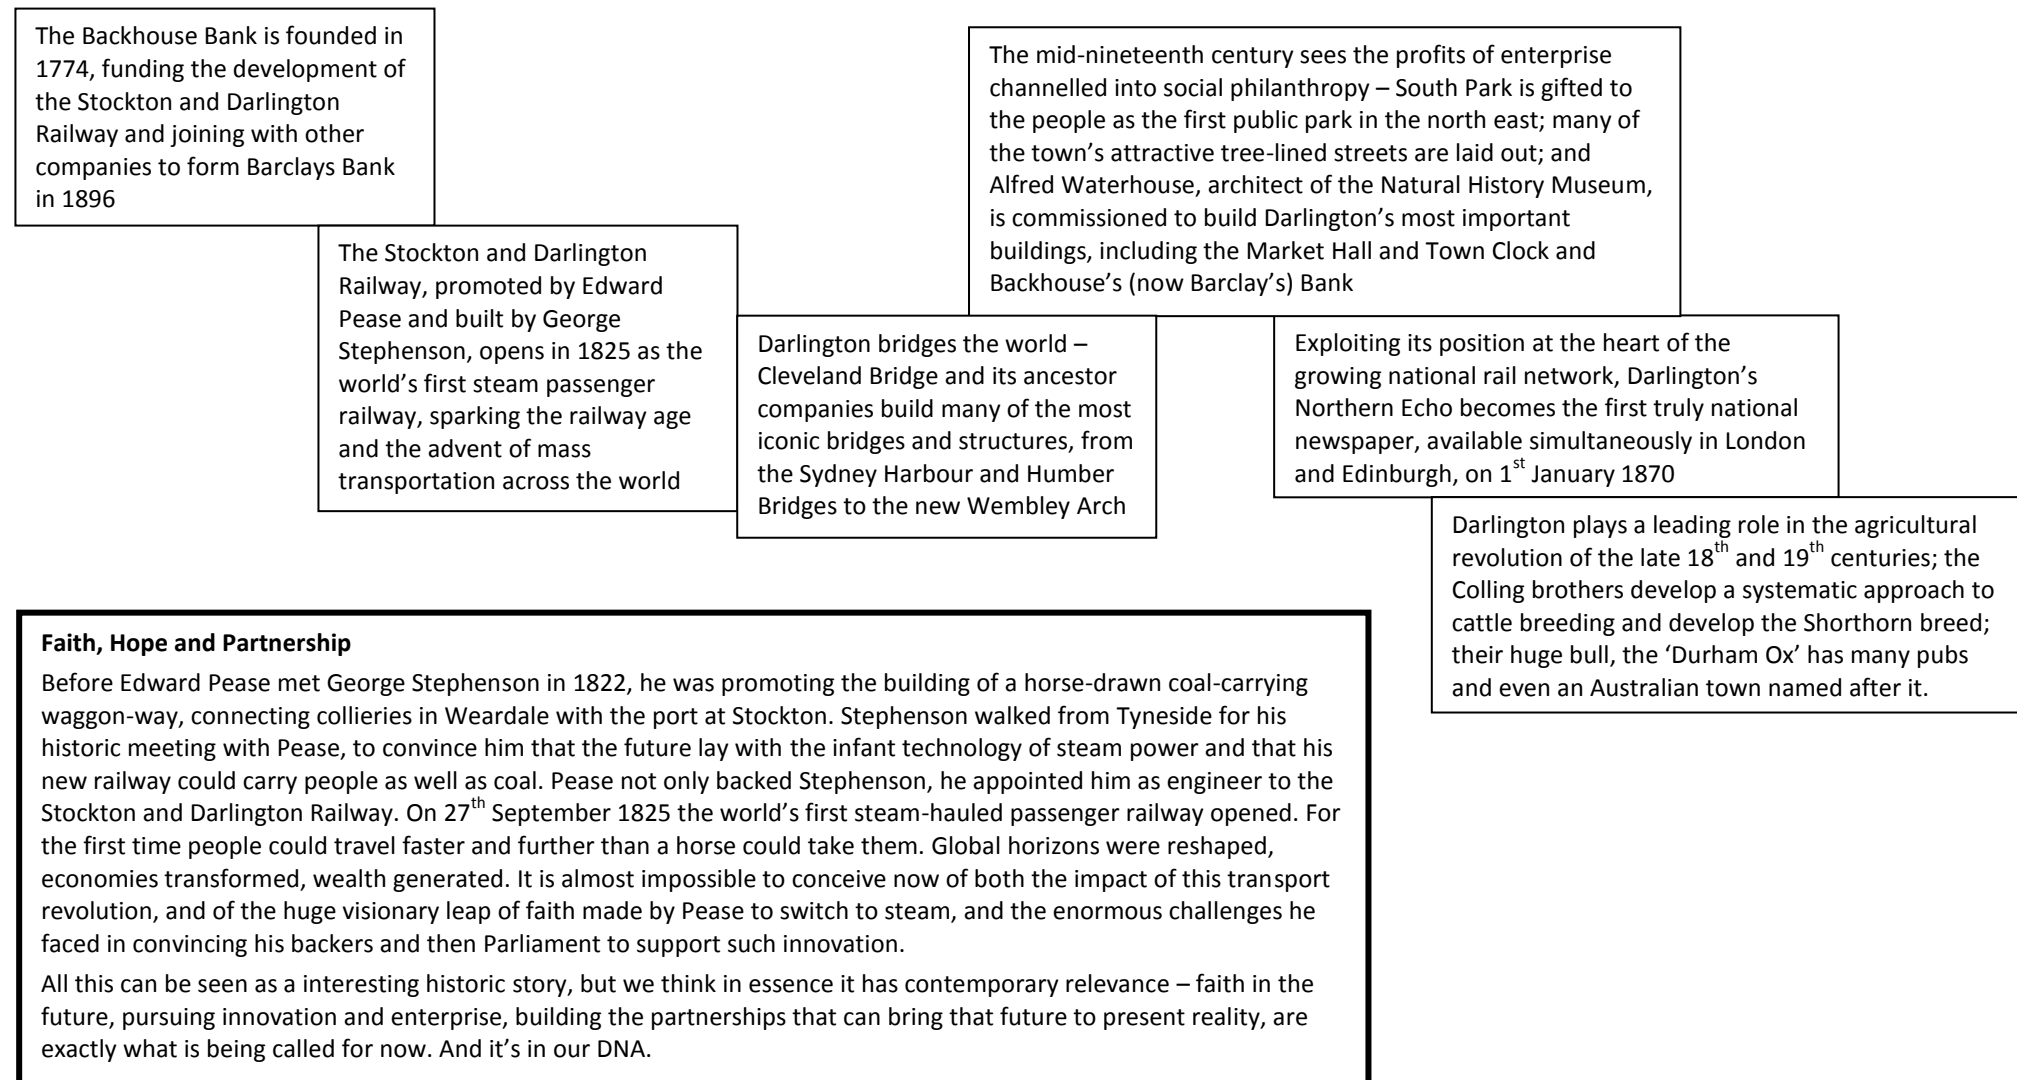 The Backhouse Bank is founded in
1774, funding the development of
the Stockton and Darlington
Railway and joining with other
companies to form Barclays Bank
in 1896
The Stockton and Darlington
Railway, promoted by Edward
Pease and built by George
Stephenson, opens in 1825 as the
world’s first steam passenger
railway, sparking the railway age
and the advent of mass
transportation across the world
Darlington bridges the world –
Cleveland Bridge and its ancestor
companies build many of the most
iconic bridges and structures, from
the Sydney Harbour and Humber
Bridges to the new Wembley Arch
The mid-nineteenth century sees the profits of enterprise
channelled into social philanthropy – South Park is gifted to
the people as the first public park in the north east; many of
the town’s attractive tree-lined streets are laid out; and
Alfred Waterhouse, architect of the Natural History Museum,
is commissioned to build Darlington’s most important
buildings, including the Market Hall and Town Clock and
Backhouse’s (now Barclay’s) Bank
Exploiting its position at the heart of the
growing national rail network, Darlington’s
Northern Echo becomes the first truly national
newspaper, available simultaneously in London
and Edinburgh, on 1st January 1870
Darlington plays a leading role in the agricultural
revolution of the late 18th and 19th centuries; the
Colling brothers develop a systematic approach to
cattle breeding and develop the Shorthorn breed;
their huge bull, the ‘Durham Ox’ has many pubs
and even an Australian town named after it.
Faith, Hope and Partnership
Before Edward Pease met George Stephenson in 1822, he was promoting the building of a horse-drawn coal-carrying
waggon-way, connecting collieries in Weardale with the port at Stockton. Stephenson walked from Tyneside for his
historic meeting with Pease, to convince him that the future lay with the infant technology of steam power and that his
new railway could carry people as well as coal. Pease not only backed Stephenson, he appointed him as engineer to the
Stockton and Darlington Railway. On 27th September 1825 the world’s first steam-hauled passenger railway opened. For
the first time people could travel faster and further than a horse could take them. Global horizons were reshaped,
economies transformed, wealth generated. It is almost impossible to conceive now of both the impact of this transport
revolution, and of the huge visionary leap of faith made by Pease to switch to steam, and the enormous challenges he
faced in convincing his backers and then Parliament to support such innovation.
All this can be seen as a interesting historic story, but we think in essence it has contemporary relevance – faith in the
future, pursuing innovation and enterprise, building the partnerships that can bring that future to present reality, are
exactly what is being called for now. And it’s in our DNA.